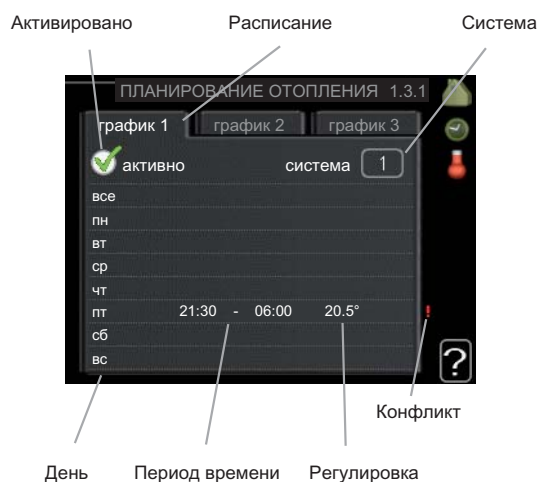 Активировано Расписание Система
ПЛАНИРОВАНИЕ ОТОПЛЕНИЯ 1.3.1
график 1 график 2 график 3
активно система 1
все
пн
вт
ср
чт
пт 21:30 - 06:00 20.5° !
сб
вс
?
Конфликт
День Период времени Регулировка